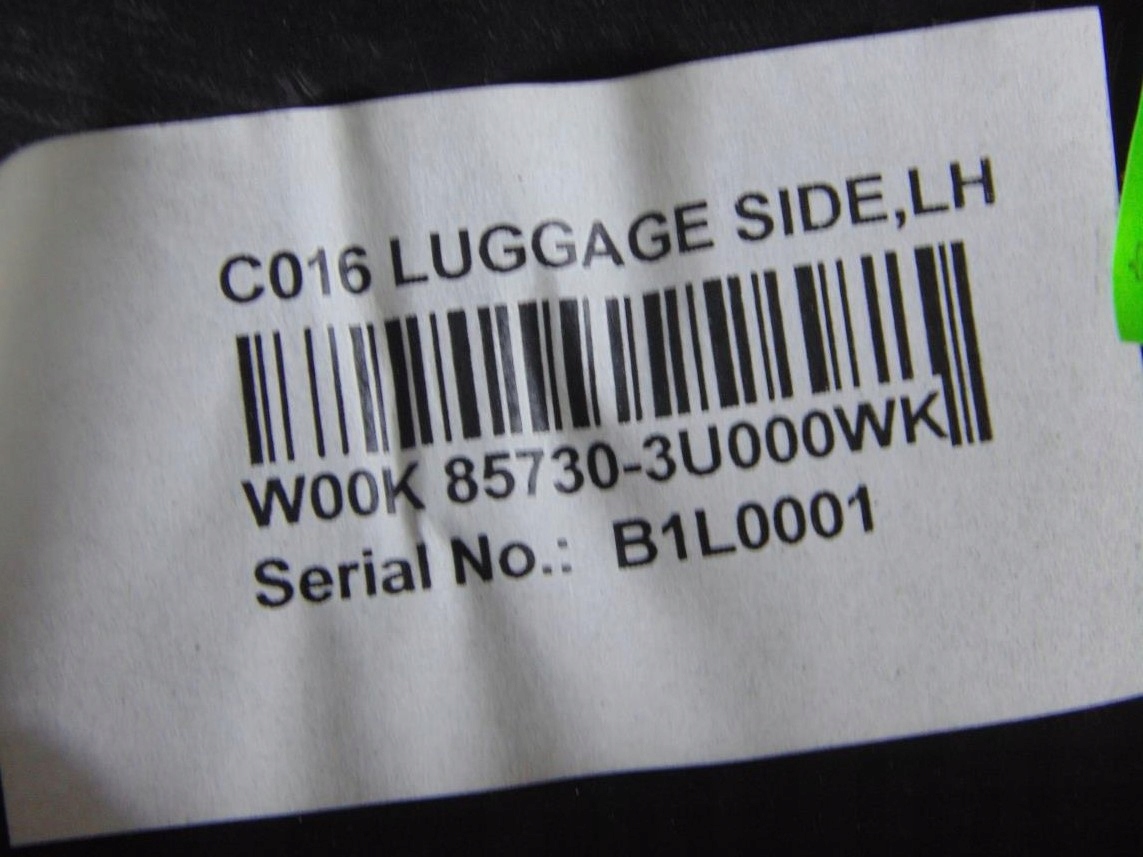 C016 LUGGAGE SIDE,LH
W00K 85730-3U000WK
Serial No.: B1L0001